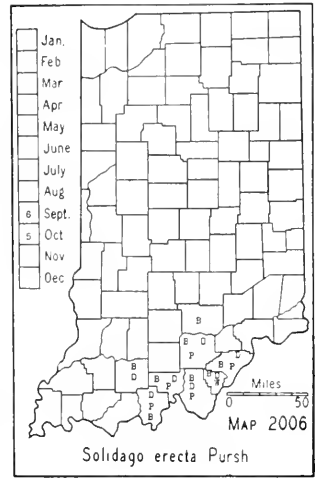 Jan.
Feb
Mar
Apr
May
June
July
Aug
6 Sept.
5 Oct
Nov
Dec
B
B D
P
D
B P
B D
B
D
B P D
B
D
P
D
P
B
Miles
0 50
MAP 2006
Solidago erecta Pursh